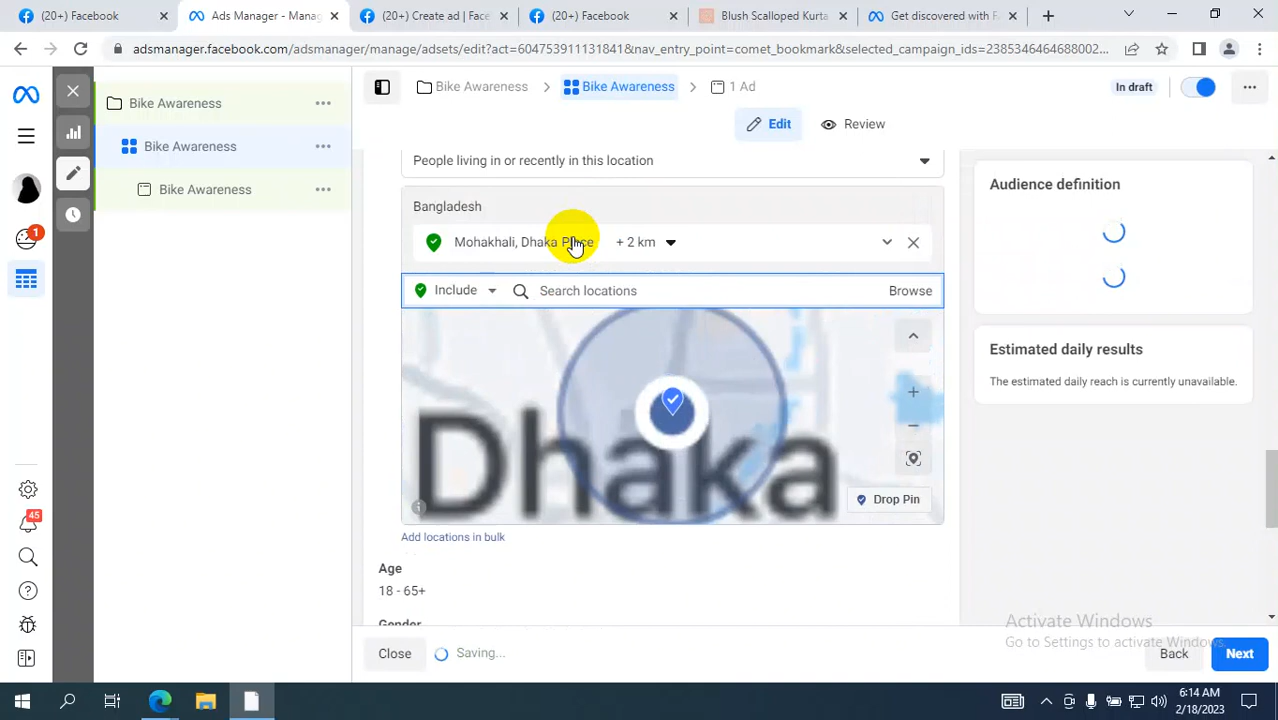 (20+) Facebook
Ads Manager - Manag
(20+) Create ad | Face
(20+) Facebook
Blush Scalloped Kurta
Get discovered with FA
adsmanager.facebook.com/adsmanager/manage/adsets/edit?act=604753911131841&nav_entry_point=comet_bookmark&selected_campaign_ids=2385346464688002...
Bike Awareness
Bike Awareness
Bike Awareness
Bike Awareness
Bike Awareness
1 Ad
In draft
Edit
Review
People living in or recently in this location
Bangladesh
Mohakhali, Dhaka Place
+ 2 km
Include
Search locations
Browse
Dhaka
Drop Pin
Add locations in bulk
Age
18 - 65+
Gender
Audience definition
Estimated daily results
The estimated daily reach is currently unavailable.
Activate Windows
Go to Settings to activate Windows.
Close
Saving...
Back
Next
1
45
6:14 AM
2/18/2023